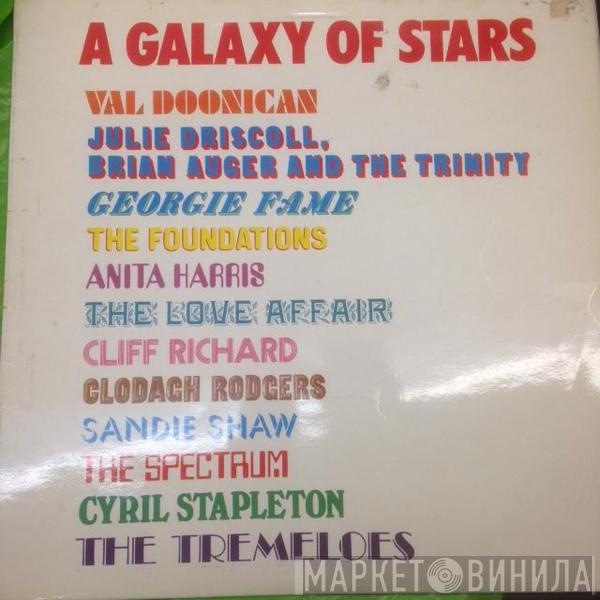 A GALAXY OF STARS
VAL DOONICAN
JULIE DRISCOLL,
BRIAN AUGER AND THE TRINITY
GEORGIE FAME
THE FOUNDATIONS
ANITA HARRIS
THE LOVE AFFAIR
CLIFF RICHARD
CLODAGH RODGERS
SANDIE SHAW
THE SPECTRUM
CYRIL STAPLETON
THE TREMELOES
МАРКЕТ ВИНИЛА